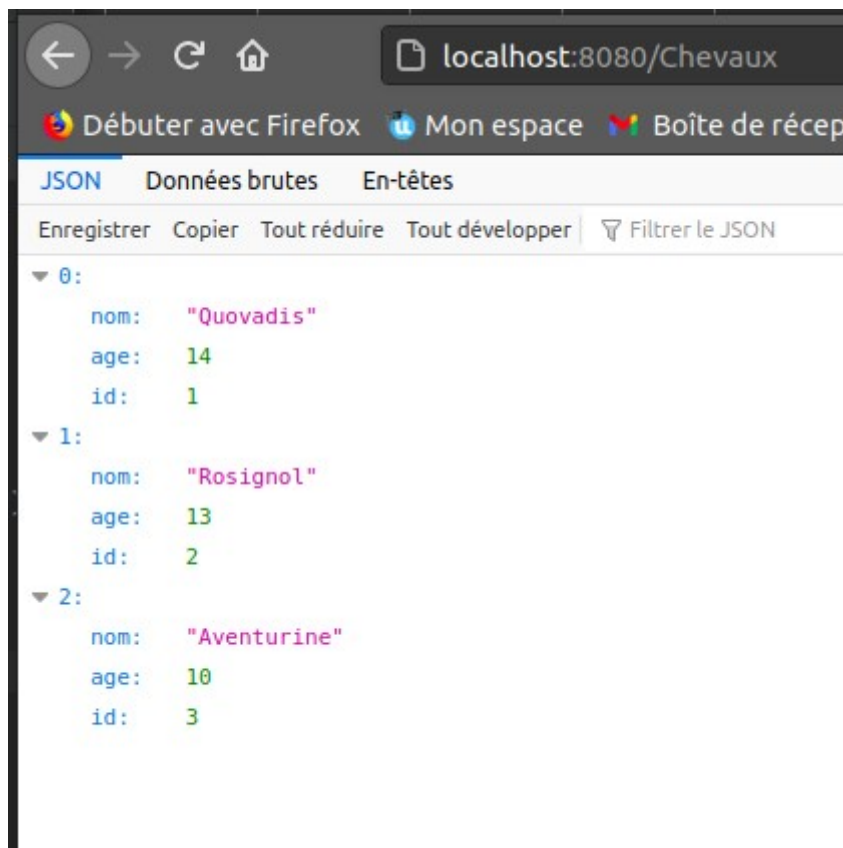 localhost:8080/Chevaux
Débuter avec Firefox Mon espace Boîte de récep
JSON Données brutes En-têtes
Enregistrer Copier Tout réduire Tout développer Filtrer le JSON
0:
nom: "Quovadis"
age: 14
id: 1
1:
nom: "Rosignol"
age: 13
id: 2
2:
nom: "Aventurine"
age: 10
id: 3